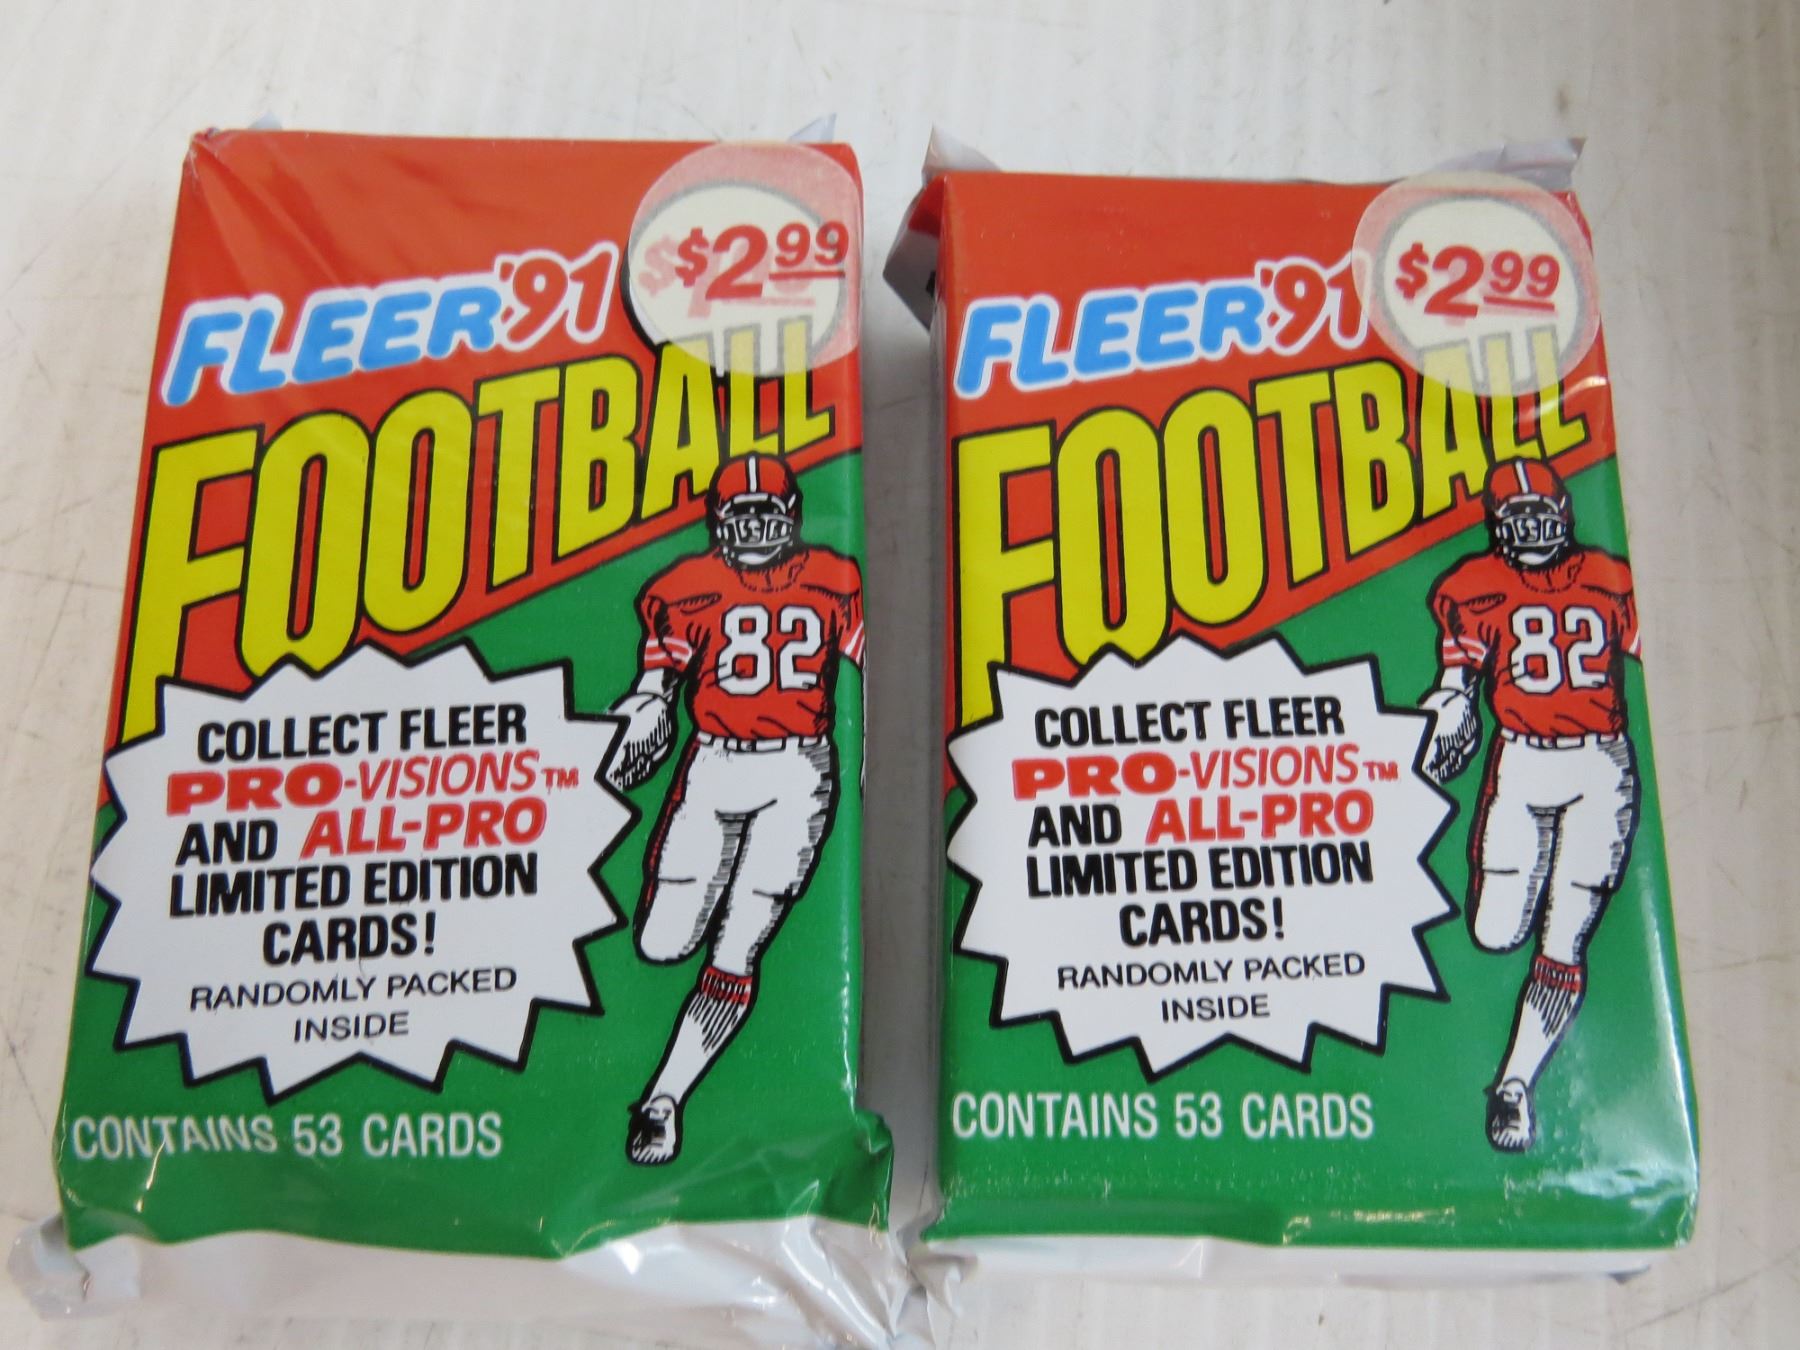 $2.99
FLEER '91
FOOTBALL
82
COLLECT FLEER
PRO-VISIONS™
AND ALL-PRO
LIMITED EDITION
CARDS!
RANDOMLY PACKED
INSIDE
CONTAINS 53 CARDS
$2.99
FLEER '91
FOOTBALL
82
COLLECT FLEER
PRO-VISIONS™
AND ALL-PRO
LIMITED EDITION
CARDS!
RANDOMLY PACKED
INSIDE
CONTAINS 53 CARDS